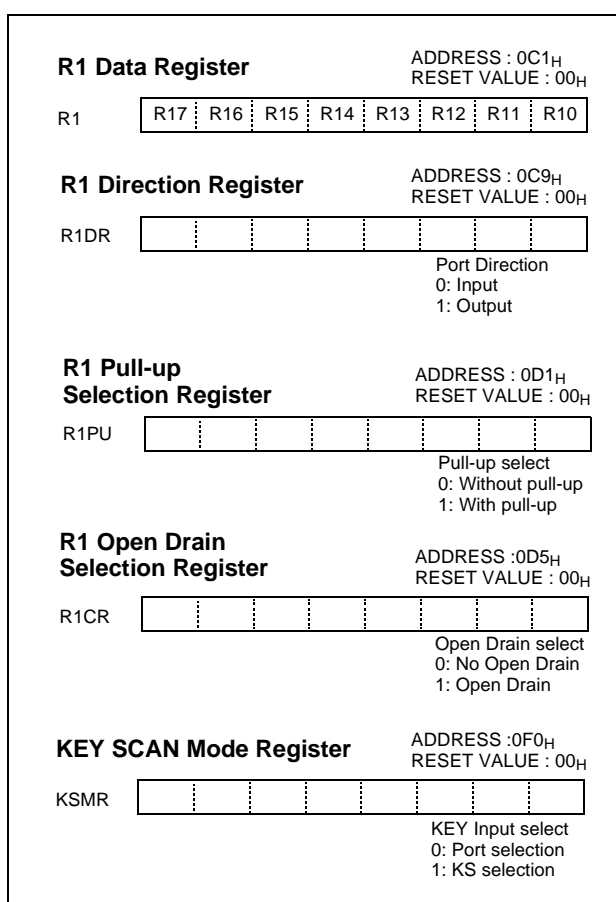 R1 Data Register
ADDRESS : 0C1H
RESET VALUE : 00H
R1
R17 R16 R15 R14 R13 R12 R11 R10
R1 Direction Register
ADDRESS : 0C9H
RESET VALUE : 00H
R1DR
Port Direction
0: Input
1: Output
R1 Pull-up
Selection Register
ADDRESS : 0D1H
RESET VALUE : 00H
R1PU
Pull-up select
0: Without pull-up
1: With pull-up
R1 Open Drain
Selection Register
ADDRESS :0D5H
RESET VALUE : 00H
R1CR
Open Drain select
0: No Open Drain
1: Open Drain
KEY SCAN Mode Register
ADDRESS :0F0H
RESET VALUE : 00H
KSMR
KEY Input select
0: Port selection
1: KS selection